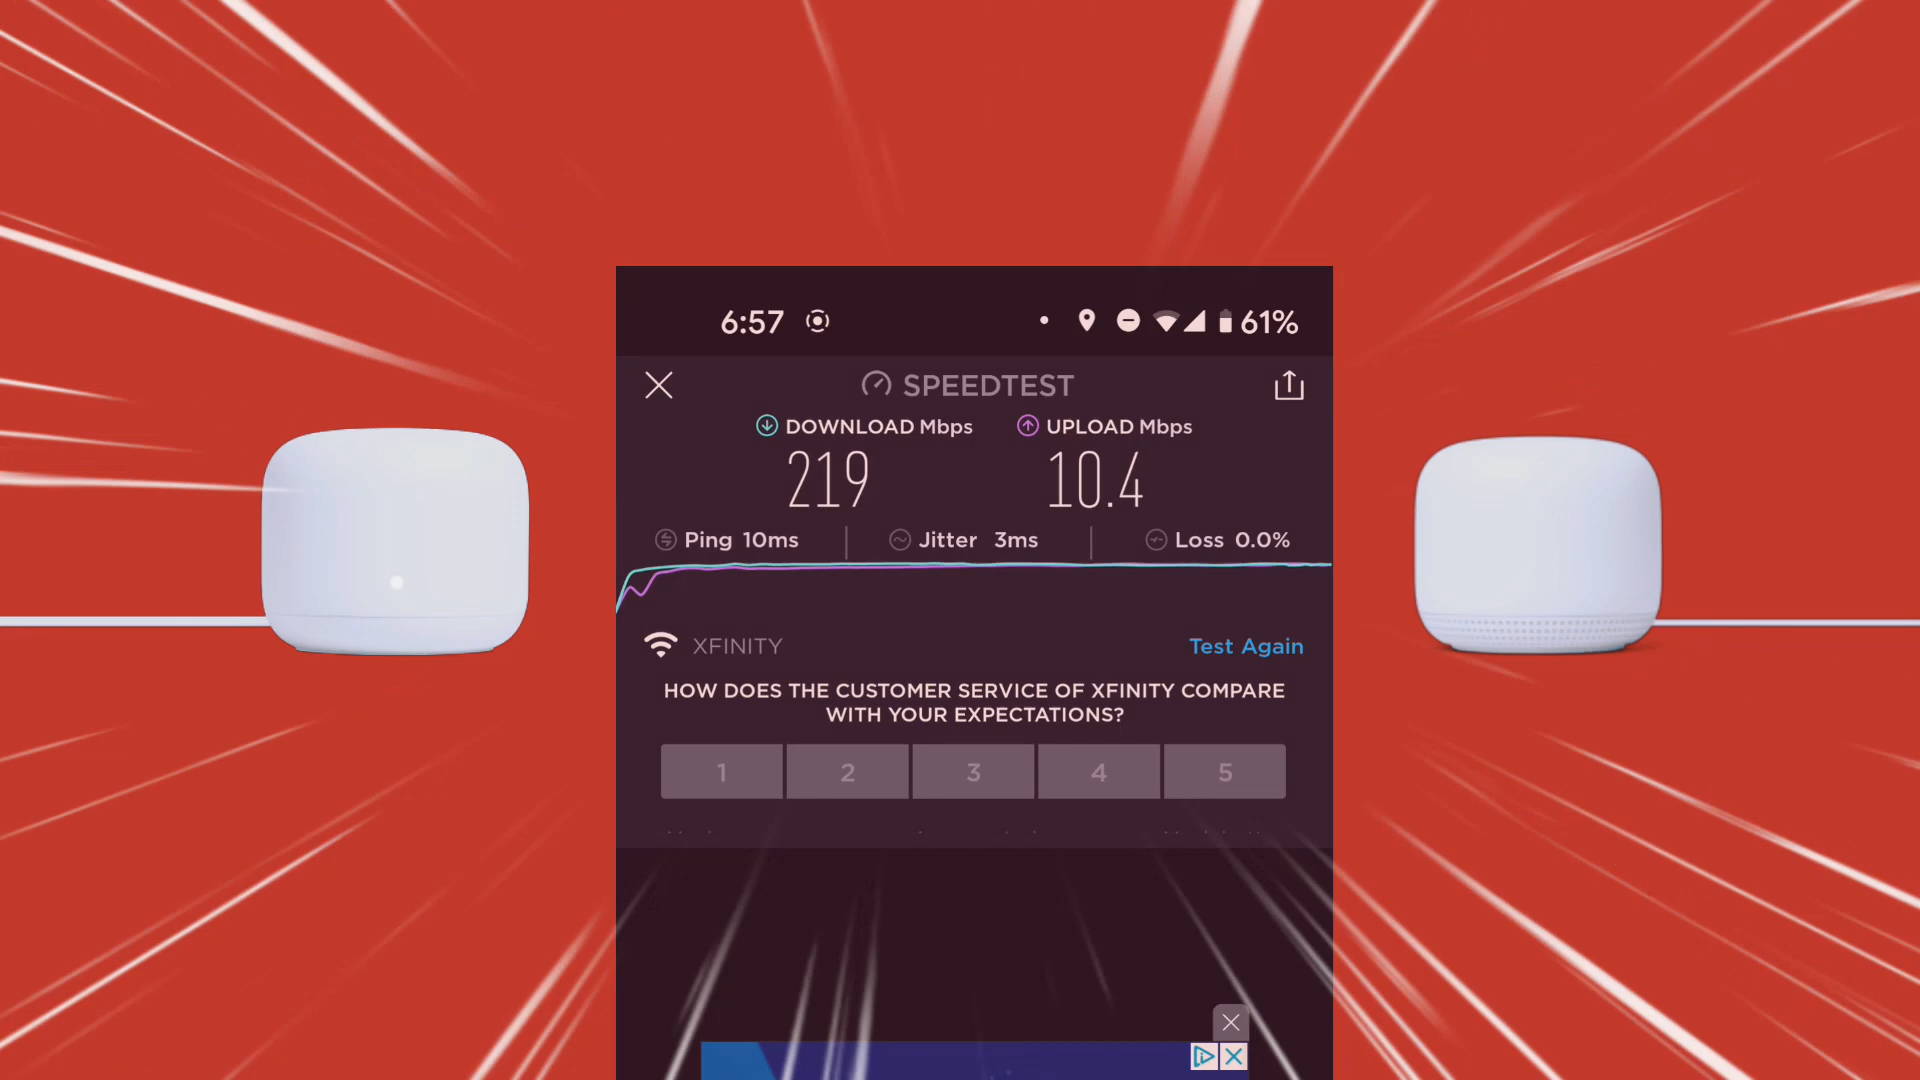 6:57 61%
SPEEDTEST
DOWNLOAD Mbps UPLOAD Mbps
219 10.4
Ping 10ms Jitter 3ms Loss 0.0%
XFINITY Test Again
HOW DOES THE CUSTOMER SERVICE OF XFINITY COMPARE
WITH YOUR EXPECTATIONS?
1 2 3 4 5